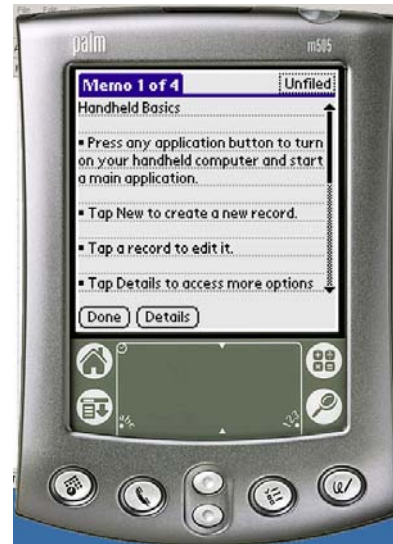 palm
m505
Memo 1 of 4
Unfiled
Handheld Basics
▪ Press any application button to turn
on your handheld computer and start
a main application.
▪ Tap New to create a new record.
▪ Tap a record to edit it.
▪ Tap Details to access more options
Done
Details
abc
123